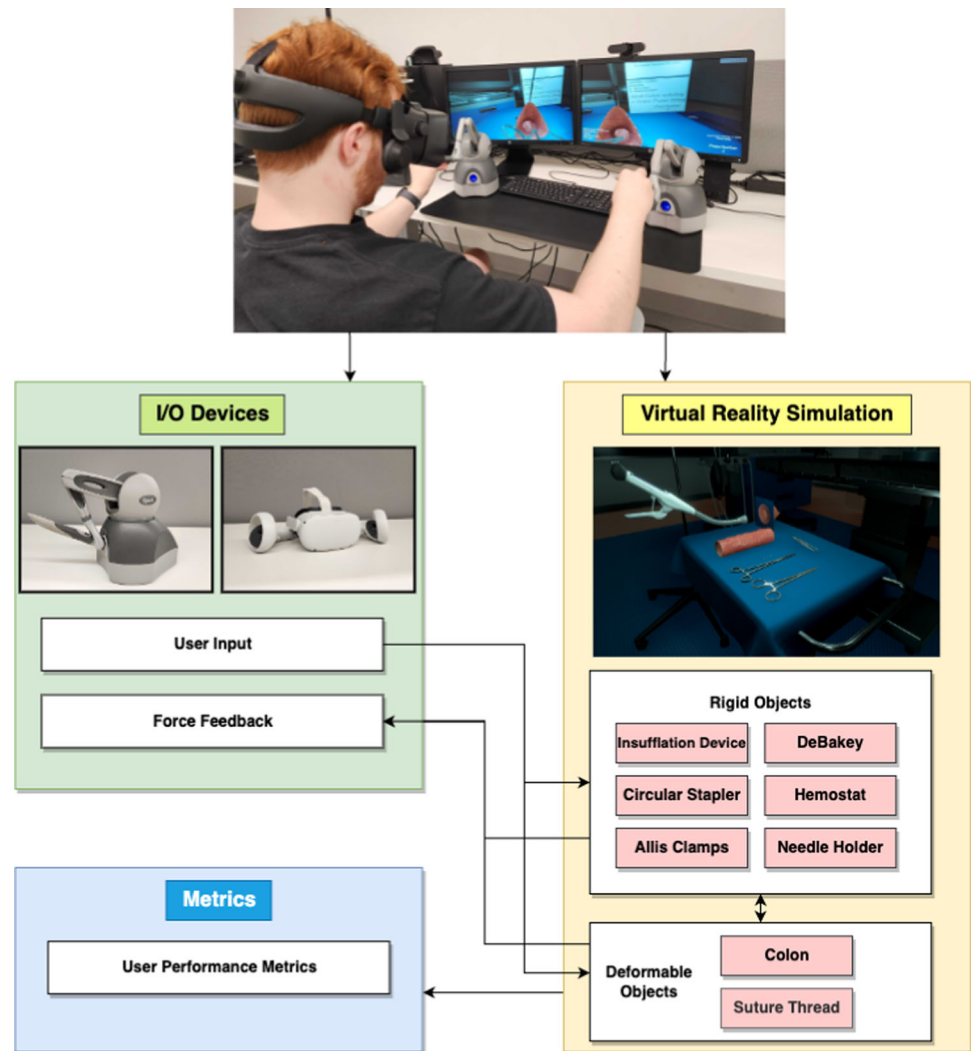 I/O Devices
User Input
Force Feedback
Metrics
User Performance Metrics
Virtual Reality Simulation
Rigid Objects
Insufflation Device
DeBakey
Circular Stapler
Hemostat
Allis Clamps
Needle Holder
Deformable
Objects
Colon
Suture Thread